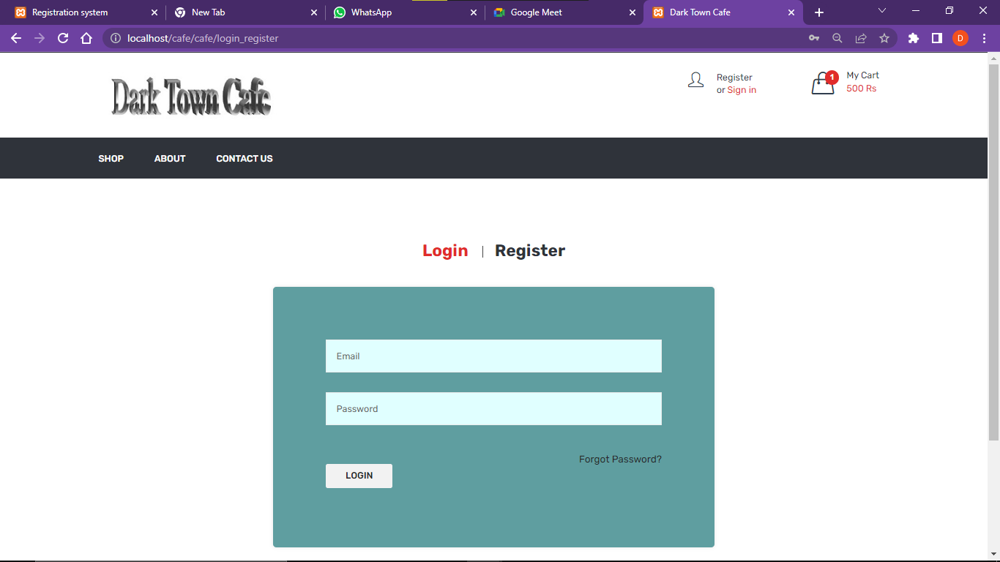 Registration system
New Tab
WhatsApp
Google Meet
Dark Town Cafe
localhost/cafe/cafe/login_register
D
Dark Town Cafe
Register
or Sign in
1
My Cart
500 Rs
SHOP
ABOUT
CONTACT US
Login | Register
Email
Password
Forgot Password?
LOGIN